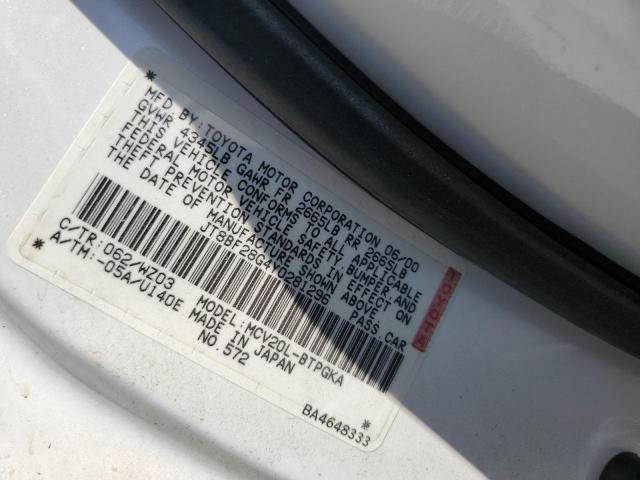 MFD BY: TOYOTA MOTOR CORPORATION 06/00
GVWR 4345LB GAWR FR 2665LB RR 2665LB
THIS VEHICLE CONFORMS TO ALL APPLICABLE
FEDERAL MOTOR VEHICLE SAFETY, BUMPER AND
THEFT PREVENTION STANDARDS IN EFFECT ON
THE DATE OF MANUFACTURE SHOWN ABOVE.
PASS.CAR
C/TR: 062/WZ03 MODEL: MCV20L-BTPGKA
A/TM: -05A/U140E MADE IN JAPAN
NO.572
BA4648333